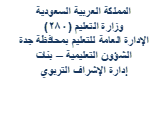 المملكة العربية السعودية
وزارة التعليم (٢٨٠)
الإدارة العامة للتعليم بمحافظة جدة
الشؤون التعليمية – بنات
إدارة الإشراف التربوي